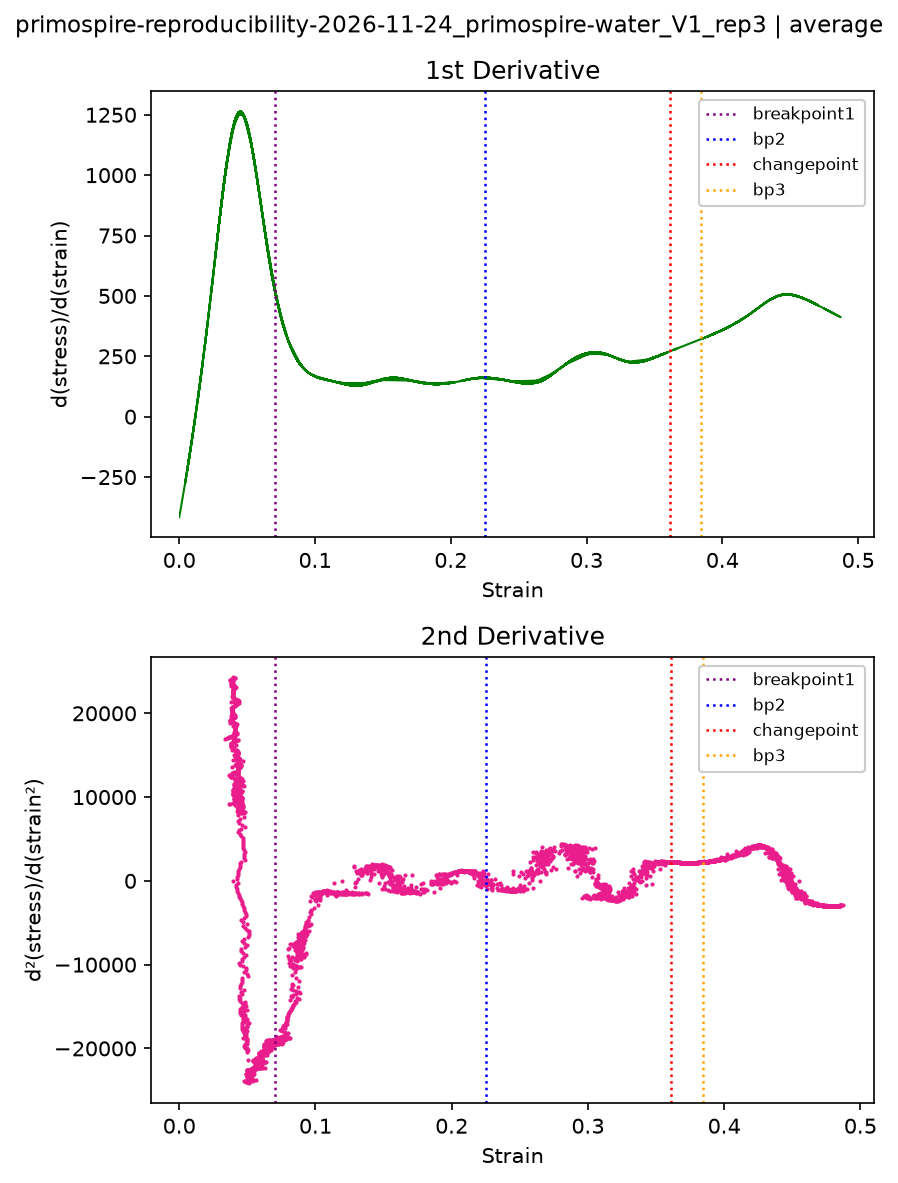 primospire-reproducibility-2026-11-24_primospire-water_V1_rep3 | average
1st Derivative
1250
1000
750
500
250
0
−250
d(stress)/d(strain)
breakpoint1
bp2
changepoint
bp3
0.0 0.1 0.2 0.3 0.4 0.5
Strain
2nd Derivative
20000
10000
0
−10000
−20000
d²(stress)/d(strain²)
breakpoint1
bp2
changepoint
bp3
0.0 0.1 0.2 0.3 0.4 0.5
Strain